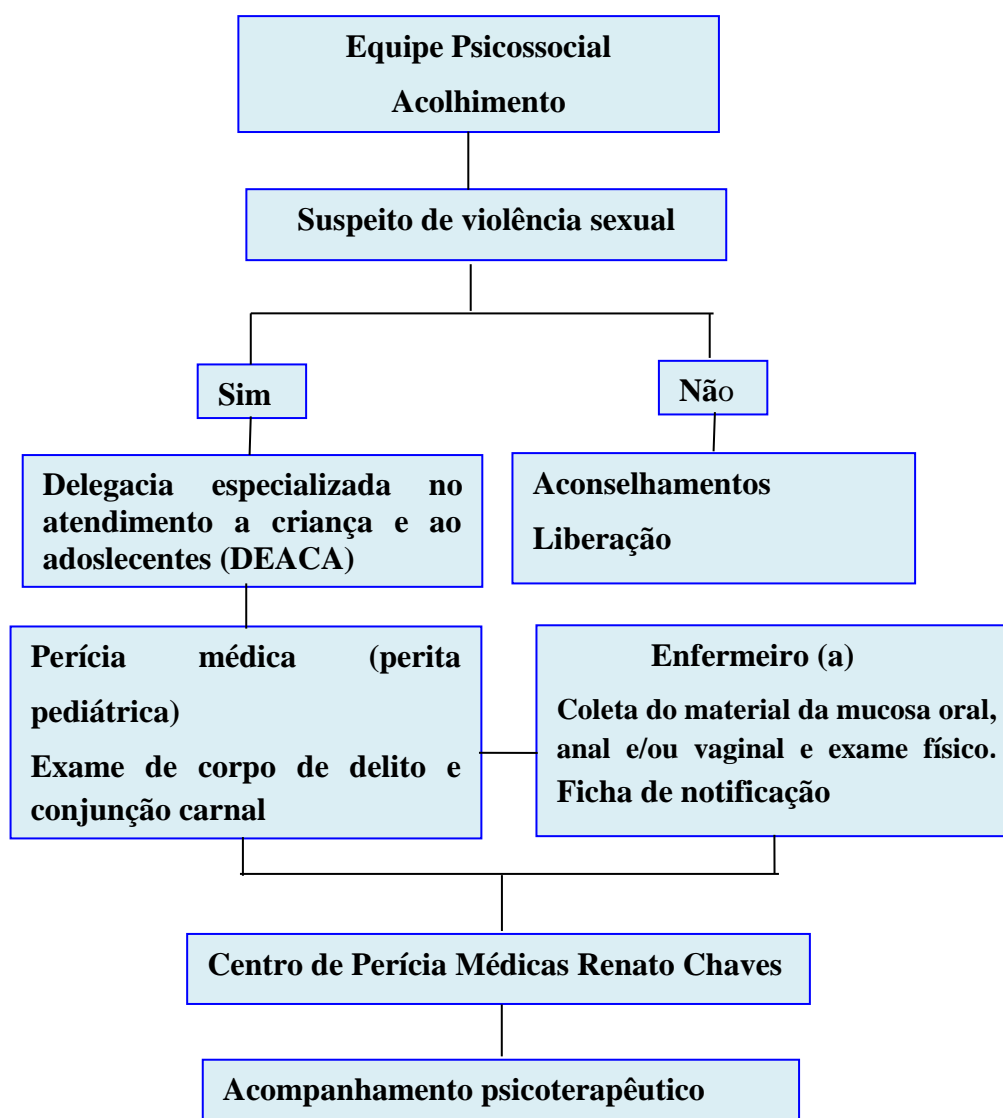 Equipe Psicossocial
Acolhimento
Suspeito de violência sexual
Sim
Não
Delegacia especializada no
atendimento a criança e ao
adoslecentes (DEACA)
Aconselhamentos
Liberação
Perícia médica (perita
pediátrica)
Exame de corpo de delito e
conjunção carnal
Enfermeiro (a)
Coleta do material da mucosa oral,
anal e/ou vaginal e exame físico.
Ficha de notificação
Centro de Perícia Médicas Renato Chaves
Acompanhamento psicoterapêutico